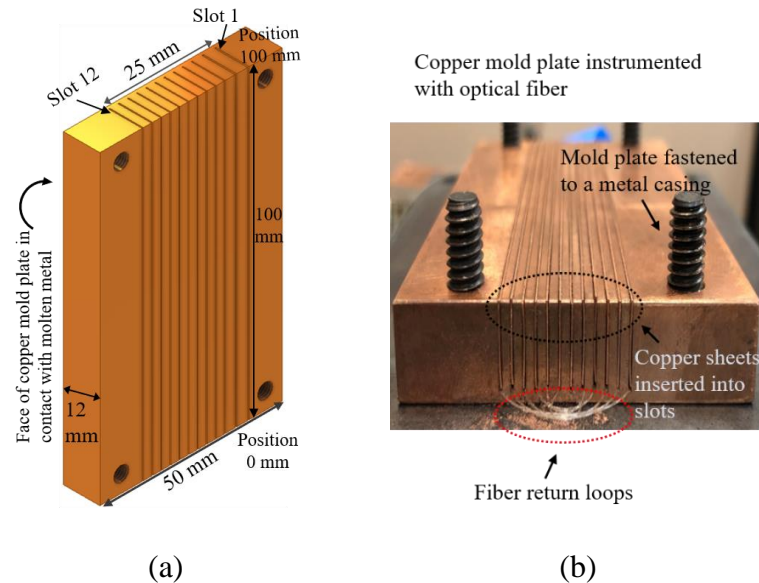 Slot 1
Position
100 mm
25 mm
Slot 12
Face of copper mold plate in
contact with molten metal
100
mm
12
mm
50 mm
Position
0 mm
(a)
Copper mold plate instrumented
with optical fiber
Mold plate fastened
to a metal casing
Copper sheets
inserted into
slots
Fiber return loops
(b)